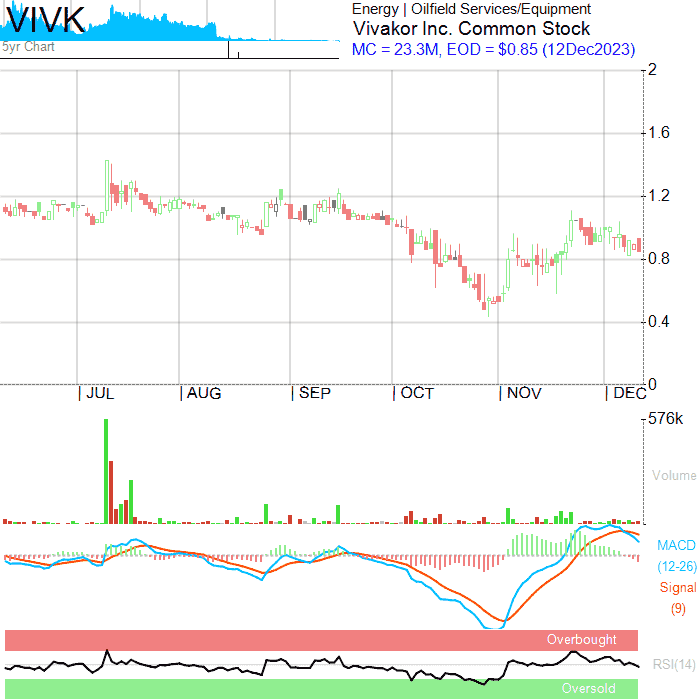 VIVK
5yr Chart
Energy | Oilfield Services/Equipment
Vivakor Inc. Common Stock
MC = 23.3M, EOD = $0.85 (12Dec2023)
2
1.6
1.2
0.8
0.4
0
| JUL | AUG | SEP | OCT | NOV | DEC
576k
Volume
MACD
(12-26)
Signal
(9)
Overbought
RSI(14)
Oversold